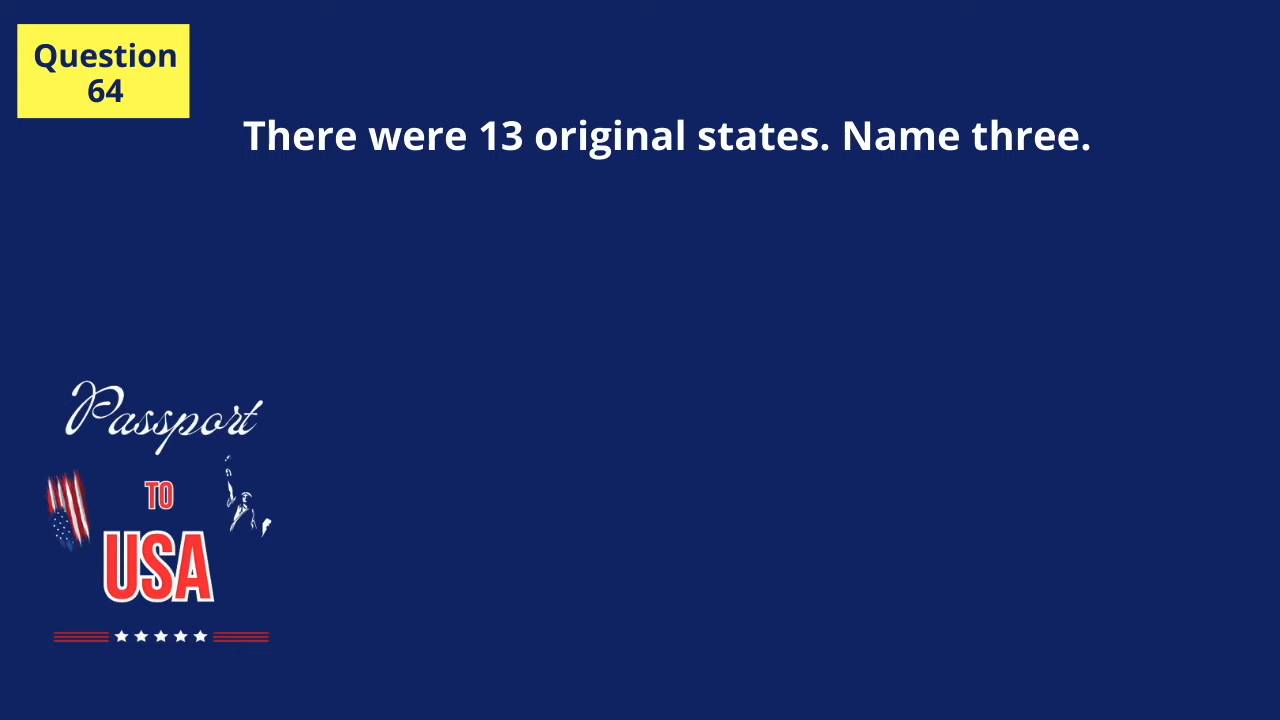 Question
64
There were 13 original states. Name three.
Passport
TO
USA